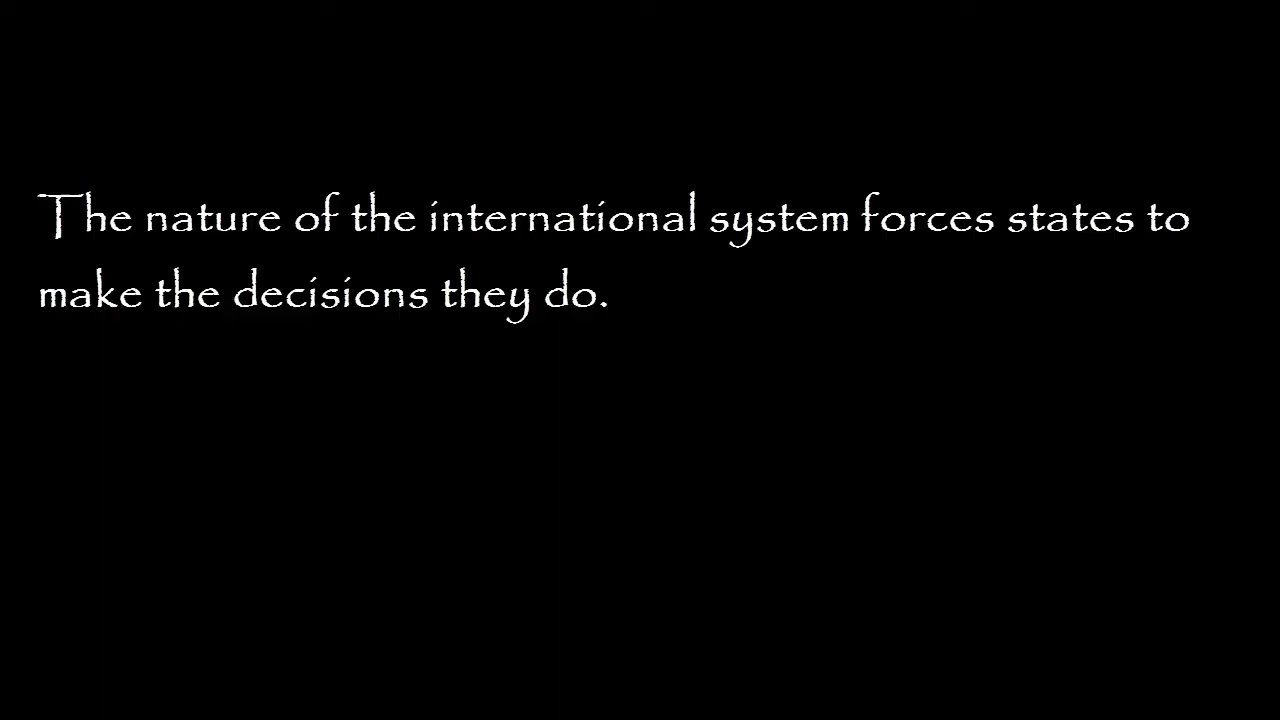 The nature of the international system forces states to
make the decisions they do.